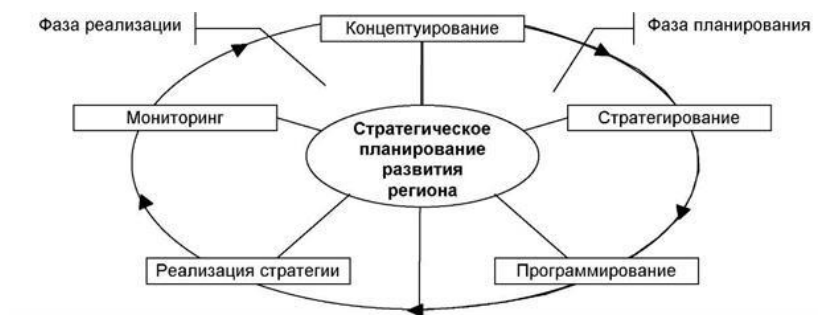 Фаза реализации
Концептуирование
Фаза планирования
Мониторинг
Стратегирование
Стратегическое
планирование
развития
региона
Реализация стратегии
Программирование